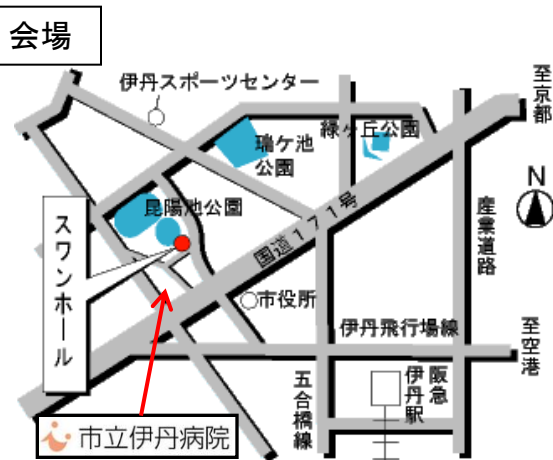 会場
伊丹スポーツセンター
至京都
緑ヶ丘公園
瑞ケ池
公園
N
昆陽池公園
国道171号
産業道路
スワンホール
市役所
伊丹飛行場線
至空港
五合橋線
阪急
伊丹駅
市立伊丹病院